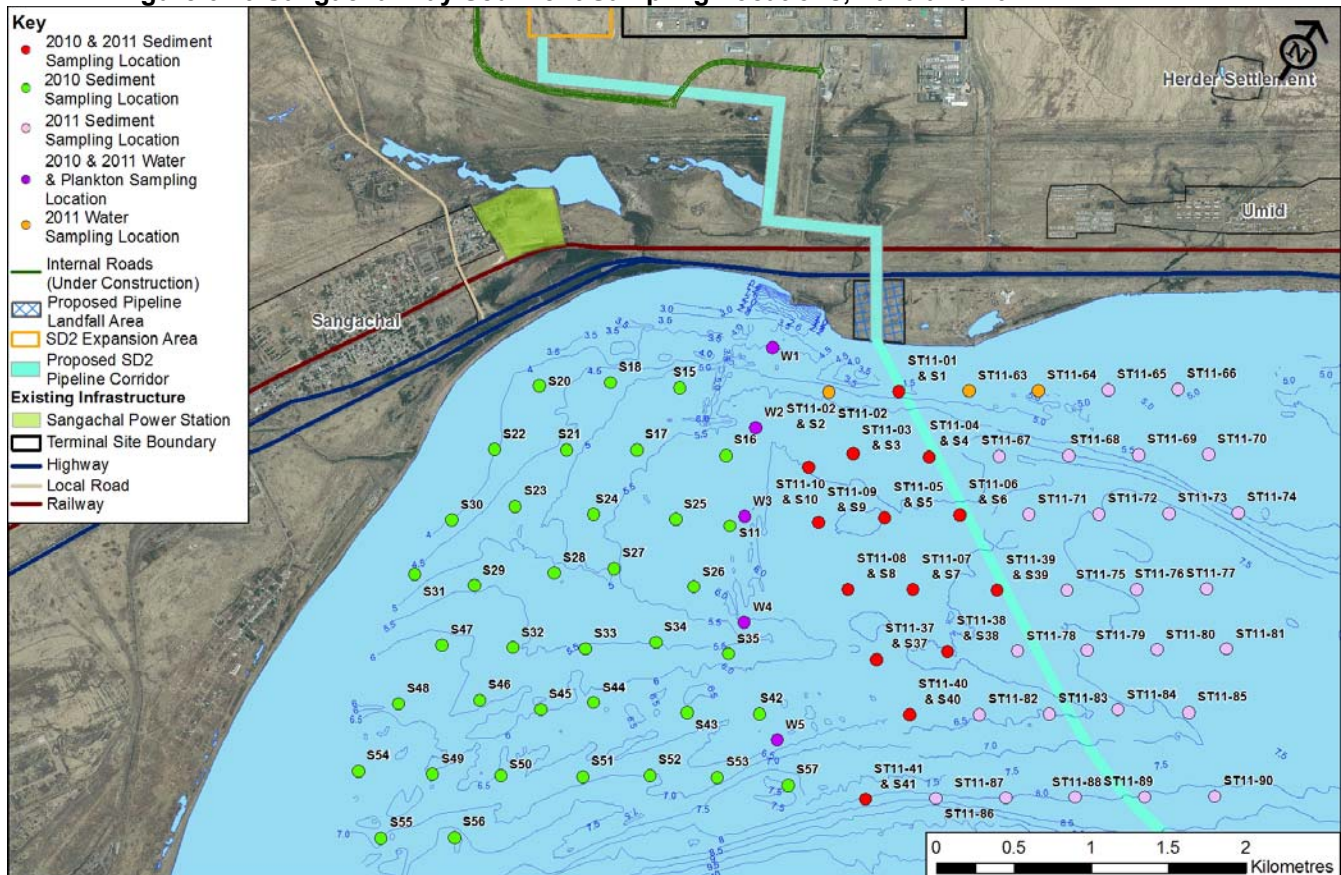 Sangachal Bay Sediment Sampling Locations,
Key
2010 & 2011 Sediment
Sampling Location
2010 Sediment
Sampling Location
2011 Sediment
Sampling Location
2010 & 2011 Water
& Plankton Sampling
Location
2011 Water
Sampling Location
Internal Roads
(Under Construction)
Proposed Pipeline
Landfall Area
SD2 Expansion Area
Proposed SD2
Pipeline Corridor
Existing Infrastructure
Sangachal Power Station
Terminal Site Boundary
Highway
Local Road
Railway
N
Herder Settlement
Umid
Sangachal
W1
S20
S18
S15
ST11-01
& S1
ST11-63
ST11-64
ST11-65
ST11-66
W2
ST11-02
& S2
ST11-02
ST11-03
& S3
ST11-04
& S4
S22
S21
S17
S16
ST11-67
ST11-68
ST11-69
ST11-70
ST11-10
& S10
ST11-09
& S9
ST11-05
& S5
ST11-06
& S6
S30
S23
S24
S25
W3
S11
ST11-71
ST11-72
ST11-73
ST11-74
S31
S29
S28
S27
S26
ST11-08
& S8
ST11-07
& S7
ST11-39
& S39
ST11-75
ST11-76
ST11-77
W4
S47
S32
S33
S34
S35
ST11-37
& S37
ST11-38
& S38
ST11-78
ST11-79
ST11-80
ST11-81
S48
S46
S45
S44
S43
S42
W5
ST11-40
& S40
ST11-82
ST11-83
ST11-84
ST11-85
S54
S49
S50
S51
S52
S53
S57
ST11-41
& S41
ST11-87
ST11-88
ST11-89
ST11-90
ST11-86
S55
S56
0 0.5 1 1.5 2
Kilometres